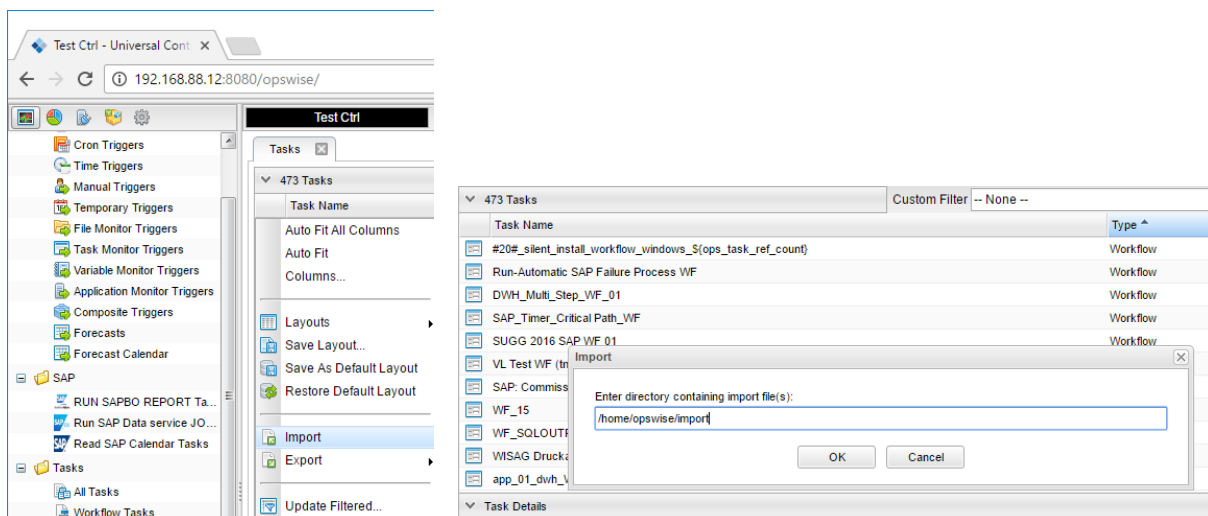 Test Ctrl - Universal Cont
192.168.88.12:8080/opswise/
Cron Triggers
Time Triggers
Manual Triggers
Temporary Triggers
File Monitor Triggers
Task Monitor Triggers
Variable Monitor Triggers
Application Monitor Triggers
Composite Triggers
Forecasts
Forecast Calendar
SAP
RUN SAPBO REPORT Ta...
Run SAP Data service JO...
Read SAP Calendar Tasks
Tasks
All Tasks
Workflow Tasks
Test Ctrl
Tasks
473 Tasks
Task Name
Auto Fit All Columns
Auto Fit
Columns...
Layouts
Save Layout...
Save As Default Layout
Restore Default Layout
Import
Export
Update Filtered...
473 Tasks Custom Filter -- None --
Task Name Type
#20#_silent_install_workflow_windows_${ops_task_ref_count} Workflow
Run-Automatic SAP Failure Process WF Workflow
DWH_Multi_Step_WF_01 Workflow
SAP_Timer_Critical Path_WF Workflow
SUGG 2016 SAP WF 01 Workflow
VL Test WF (tn
SAP: Commiss
WF_15
WF_SQLOUTF
WISAG Drucka
app_01_dwh_V
Import
Enter directory containing import file(s):
/home/opswise/import
OK Cancel
Task Details